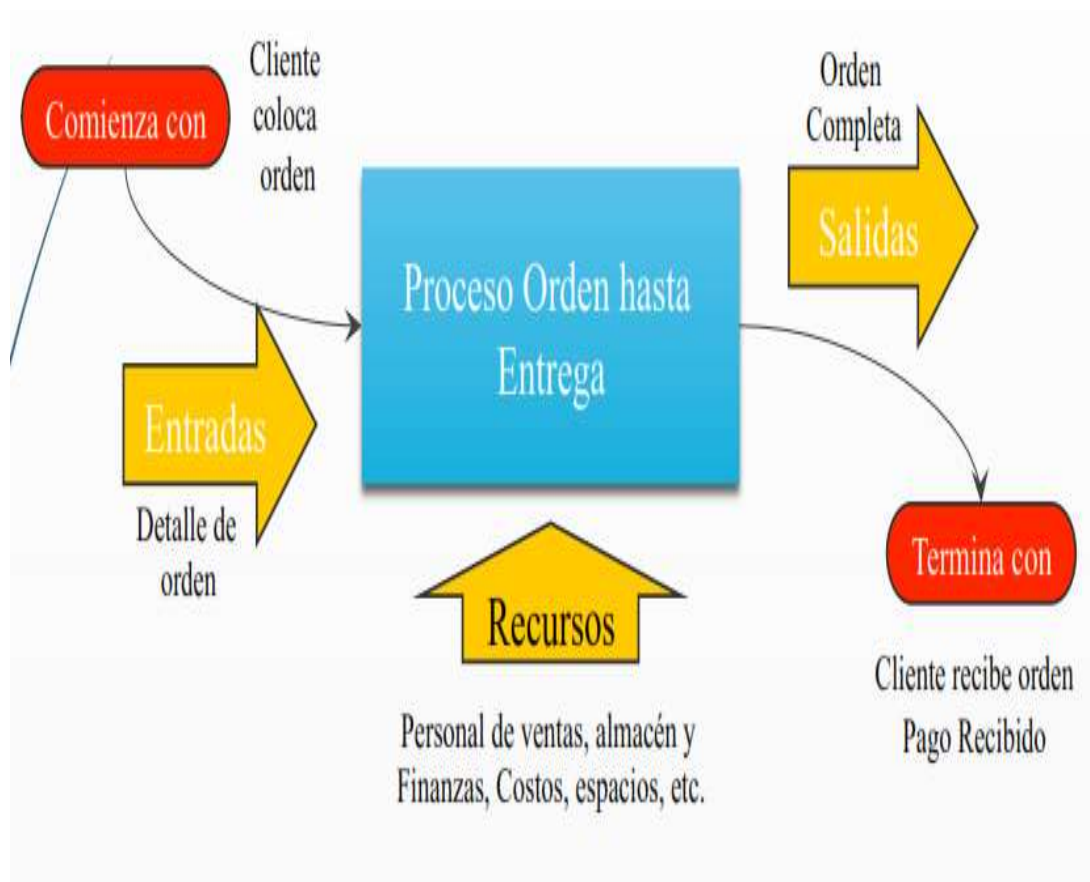 Comienza con
Cliente
coloca
orden
Orden
Completa
Salidas
Proceso Orden hasta
Entrega
Entradas
Detalle de
orden
Recursos
Personal de ventas, almacén y
Finanzas, Costos, espacios, etc.
Termina con
Cliente recibe orden
Pago Recibido